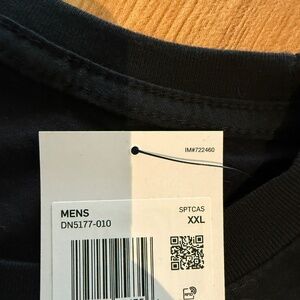 IM#722460
MENS
DN5177-010
SPTCAS
XXL